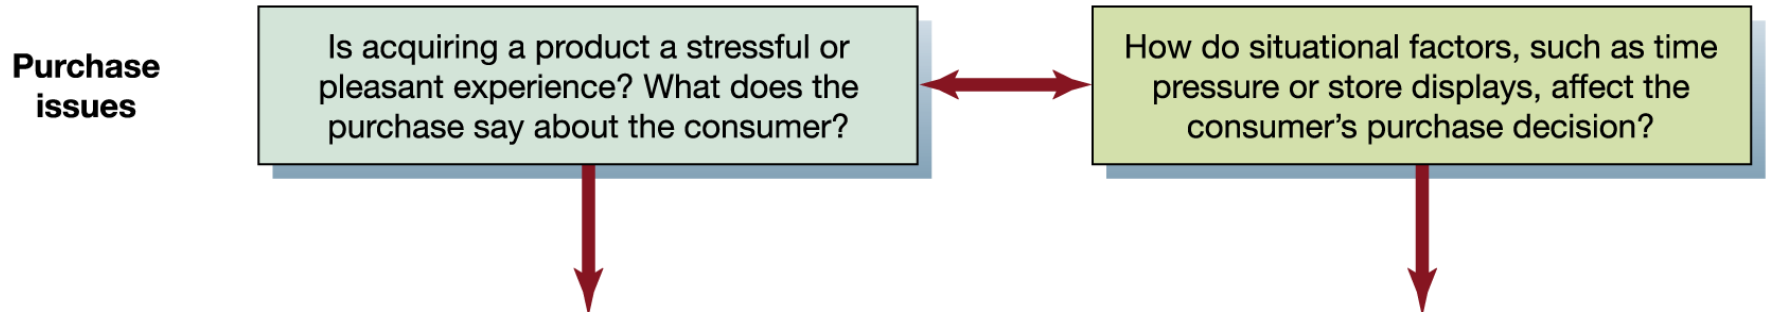 Purchase
issues
Is acquiring a product a stressful or
pleasant experience? What does the
purchase say about the consumer?
How do situational factors, such as time
pressure or store displays, affect the
consumer’s purchase decision?